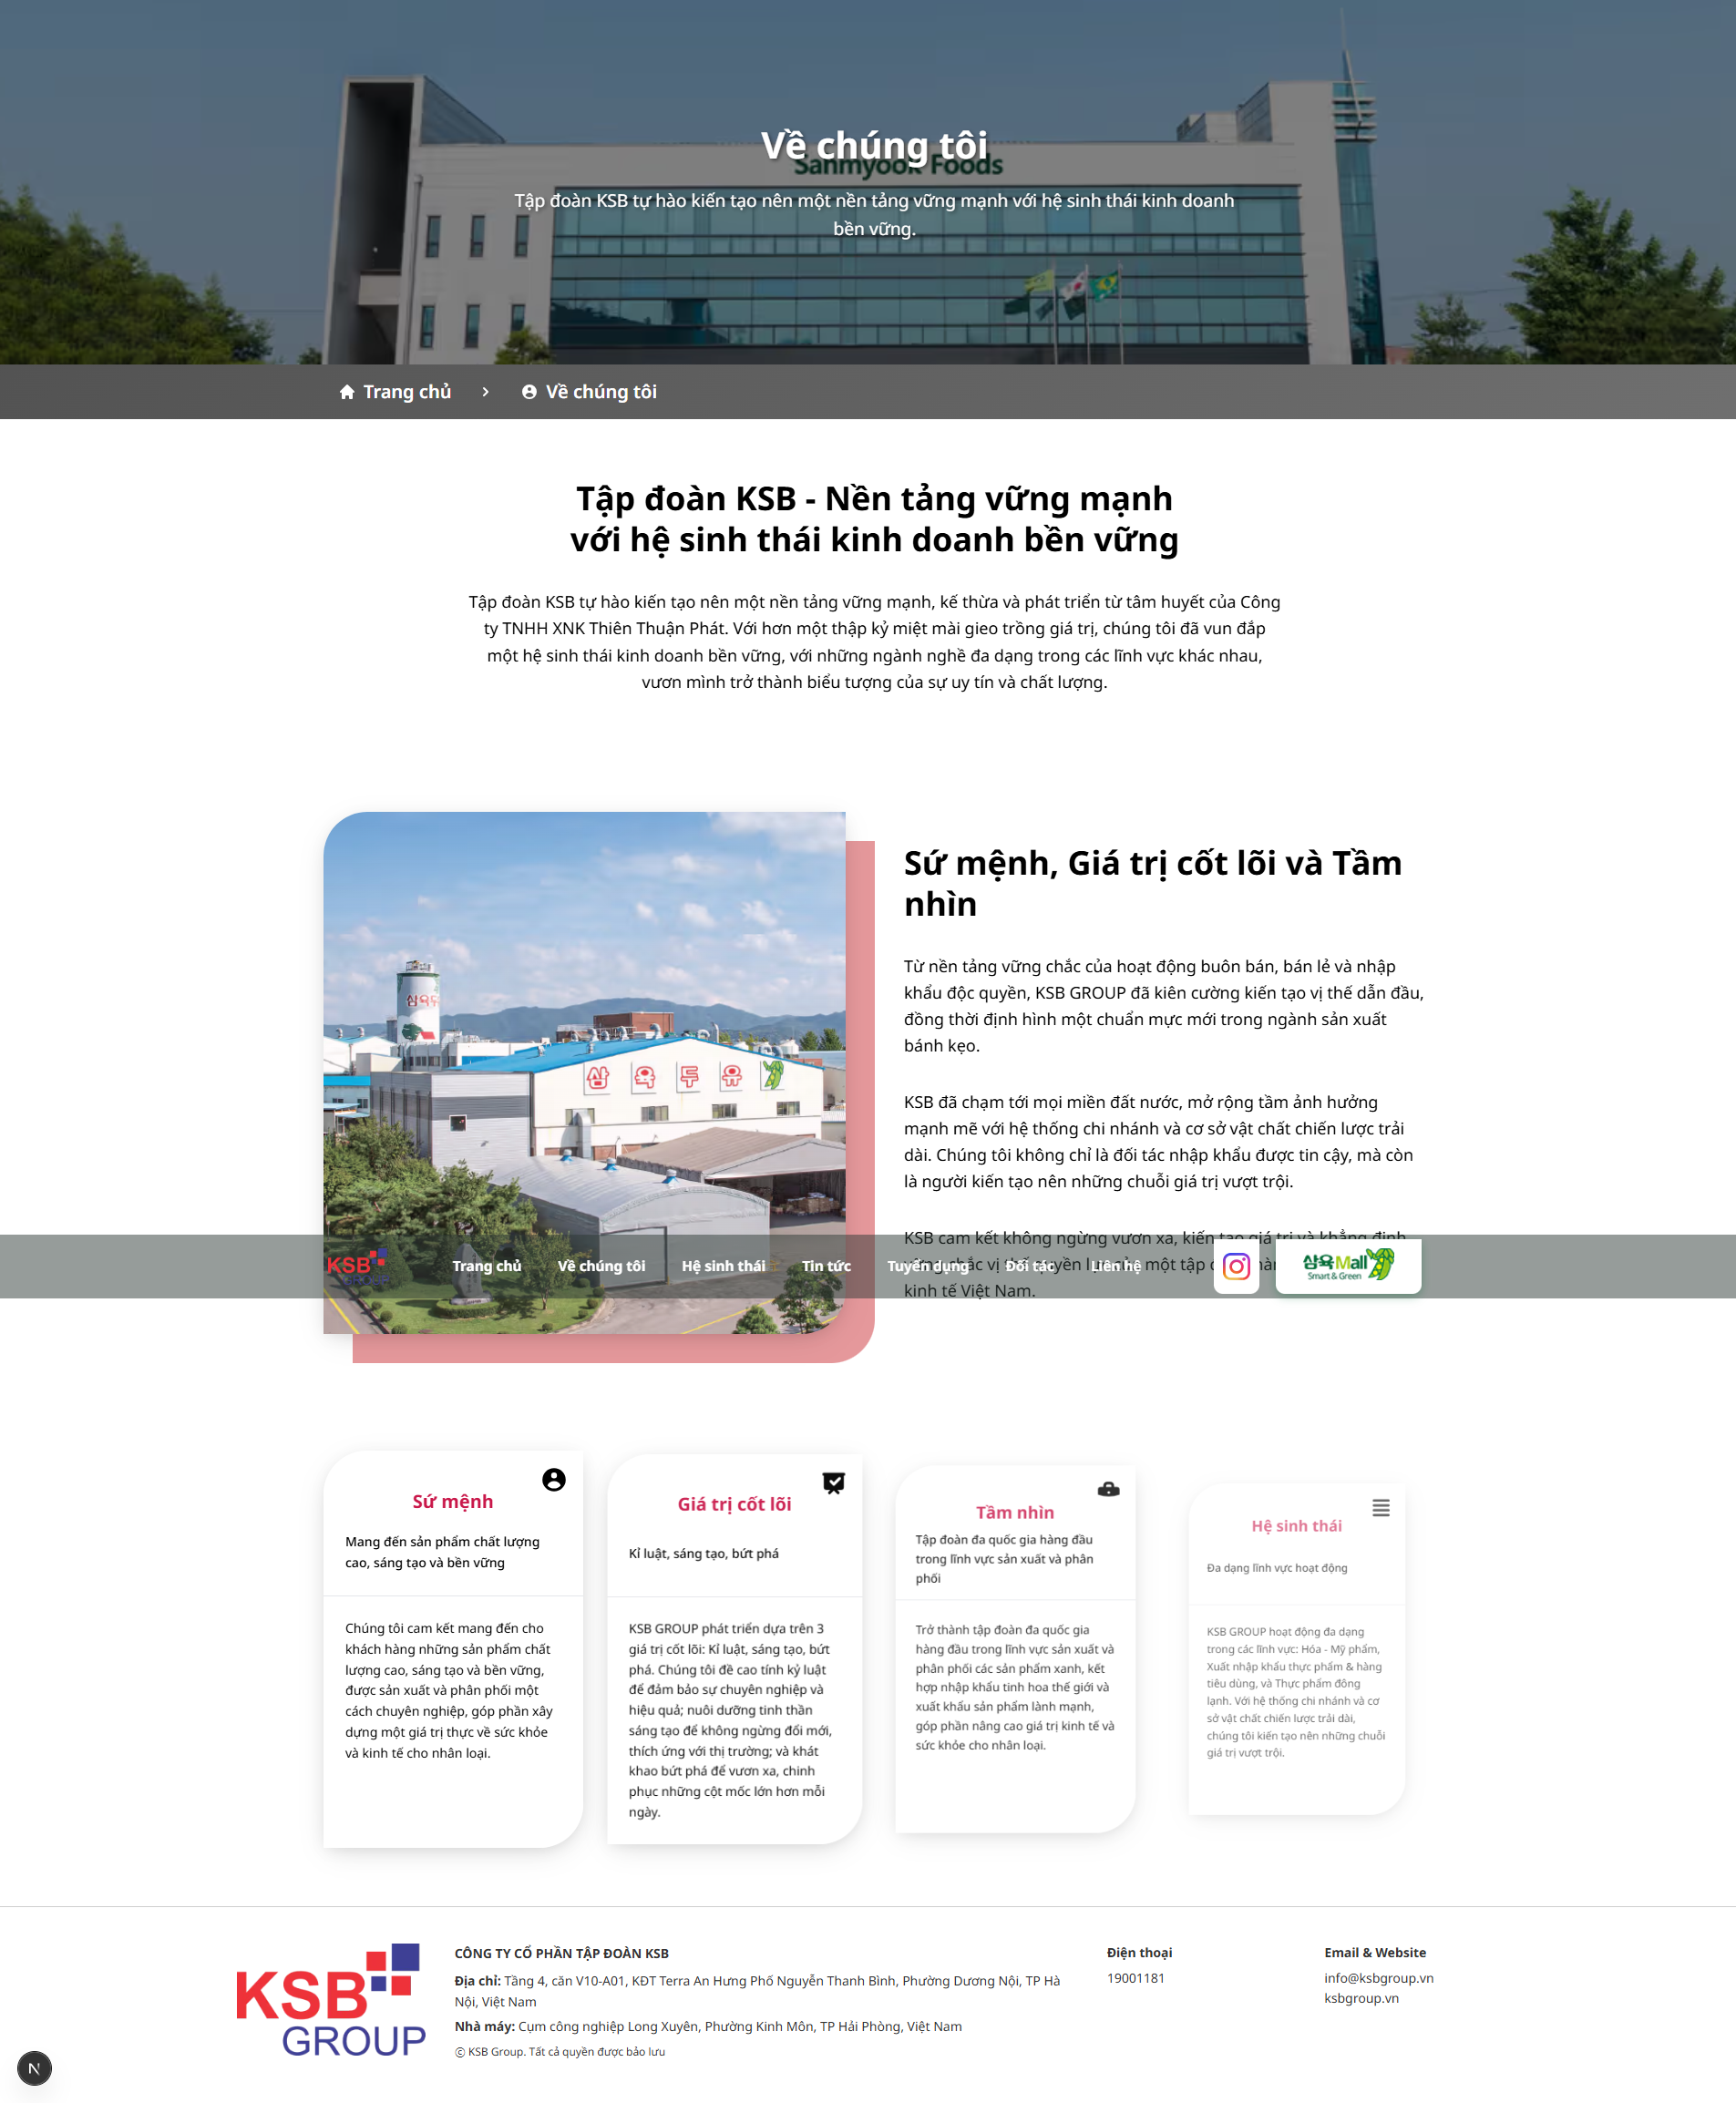 Về chúng tôi
Sanmyook Foods
Tập đoàn KSB tự hào kiến tạo nên một nền tảng vững mạnh với hệ sinh thái kinh doanh
bền vững.
Trang chủ
Về chúng tôi
Tập đoàn KSB - Nền tảng vững mạnh
với hệ sinh thái kinh doanh bền vững
Tập đoàn KSB tự hào kiến tạo nên một nền tảng vững mạnh, kế thừa và phát triển từ tâm huyết của Công
ty TNHH XNK Thiên Thuận Phát. Với hơn một thập kỷ miệt mài gieo trồng giá trị, chúng tôi đã vun đắp
một hệ sinh thái kinh doanh bền vững, với những ngành nghề đa dạng trong các lĩnh vực khác nhau,
vươn mình trở thành biểu tượng của sự uy tín và chất lượng.
삼육두유
Sứ mệnh, Giá trị cốt lõi và Tầm
nhìn
Từ nền tảng vững chắc của hoạt động buôn bán, bán lẻ và nhập
khẩu độc quyền, KSB GROUP đã kiên cường kiến tạo vị thế dẫn đầu,
đồng thời định hình một chuẩn mực mới trong ngành sản xuất
bánh kẹo.
KSB đã chạm tới mọi miền đất nước, mở rộng tầm ảnh hưởng
mạnh mẽ với hệ thống chi nhánh và cơ sở vật chất chiến lược trải
dài. Chúng tôi không chỉ là đối tác nhập khẩu được tin cậy, mà còn
là người kiến tạo nên những chuỗi giá trị vượt trội.
KSB cam kết không ngừng vươn xa, kiến tạo giá trị và khẳng định
chắc vị thế một tập
kinh tế Việt Nam.
KSB GROUP
Trang chủ
Về chúng tôi
Hệ sinh thái
Tin tức
Tuyển dụng
Đối tác
Liên hệ
삼육Mall
Smart & Green
Sứ mệnh
Mang đến sản phẩm chất lượng
cao, sáng tạo và bền vững
Chúng tôi cam kết mang đến cho
khách hàng những sản phẩm chất
lượng cao, sáng tạo và bền vững,
được sản xuất và phân phối một
cách chuyên nghiệp, góp phần xây
dựng một giá trị thực về sức khỏe
và kinh tế cho nhân loại.
Giá trị cốt lõi
Kỉ luật, sáng tạo, bứt phá
KSB GROUP phát triển dựa trên 3
giá trị cốt lõi: Kỉ luật, sáng tạo, bứt
phá. Chúng tôi đề cao tính kỷ luật
để đảm bảo sự chuyên nghiệp và
hiệu quả; nuôi dưỡng tinh thần
sáng tạo để không ngừng đổi mới,
thích ứng với thị trường; và khát
khao bứt phá để vươn xa, chinh
phục những cột mốc lớn hơn mỗi
ngày.
Tầm nhìn
Tập đoàn đa quốc gia hàng đầu
trong lĩnh vực sản xuất và phân
phối
Trở thành tập đoàn đa quốc gia
hàng đầu trong lĩnh vực sản xuất và
phân phối các sản phẩm xanh, kết
hợp nhập khẩu tinh hoa thế giới và
xuất khẩu sản phẩm lành mạnh,
góp phần nâng cao giá trị kinh tế và
sức khỏe cho nhân loại.
Hệ sinh thái
Đa dạng lĩnh vực hoạt động
KSB GROUP hoạt động đa dạng
trong các lĩnh vực: Hóa - Mỹ phẩm,
Xuất nhập khẩu thực phẩm & hàng
tiêu dùng, và Thực phẩm đông
lạnh. Với hệ thống chi nhánh và cơ
sở vật chất chiến lược trải dài,
chúng tôi kiến tạo nên những chuỗi
giá trị vượt trội.
KSB
GROUP
CÔNG TY CỔ PHẦN TẬP ĐOÀN KSB
Địa chỉ: Tầng 4, căn V10-A01, KĐT Terra An Hưng Phố Nguyễn Thanh Bình, Phường Dương Nội, TP Hà
Nội, Việt Nam
Nhà máy: Cụm công nghiệp Long Xuyên, Phường Kinh Môn, TP Hải Phòng, Việt Nam
© KSB Group. Tất cả quyền được bảo lưu
Điện thoại
19001181
Email & Website
info@ksbgroup.vn
ksbgroup.vn
N